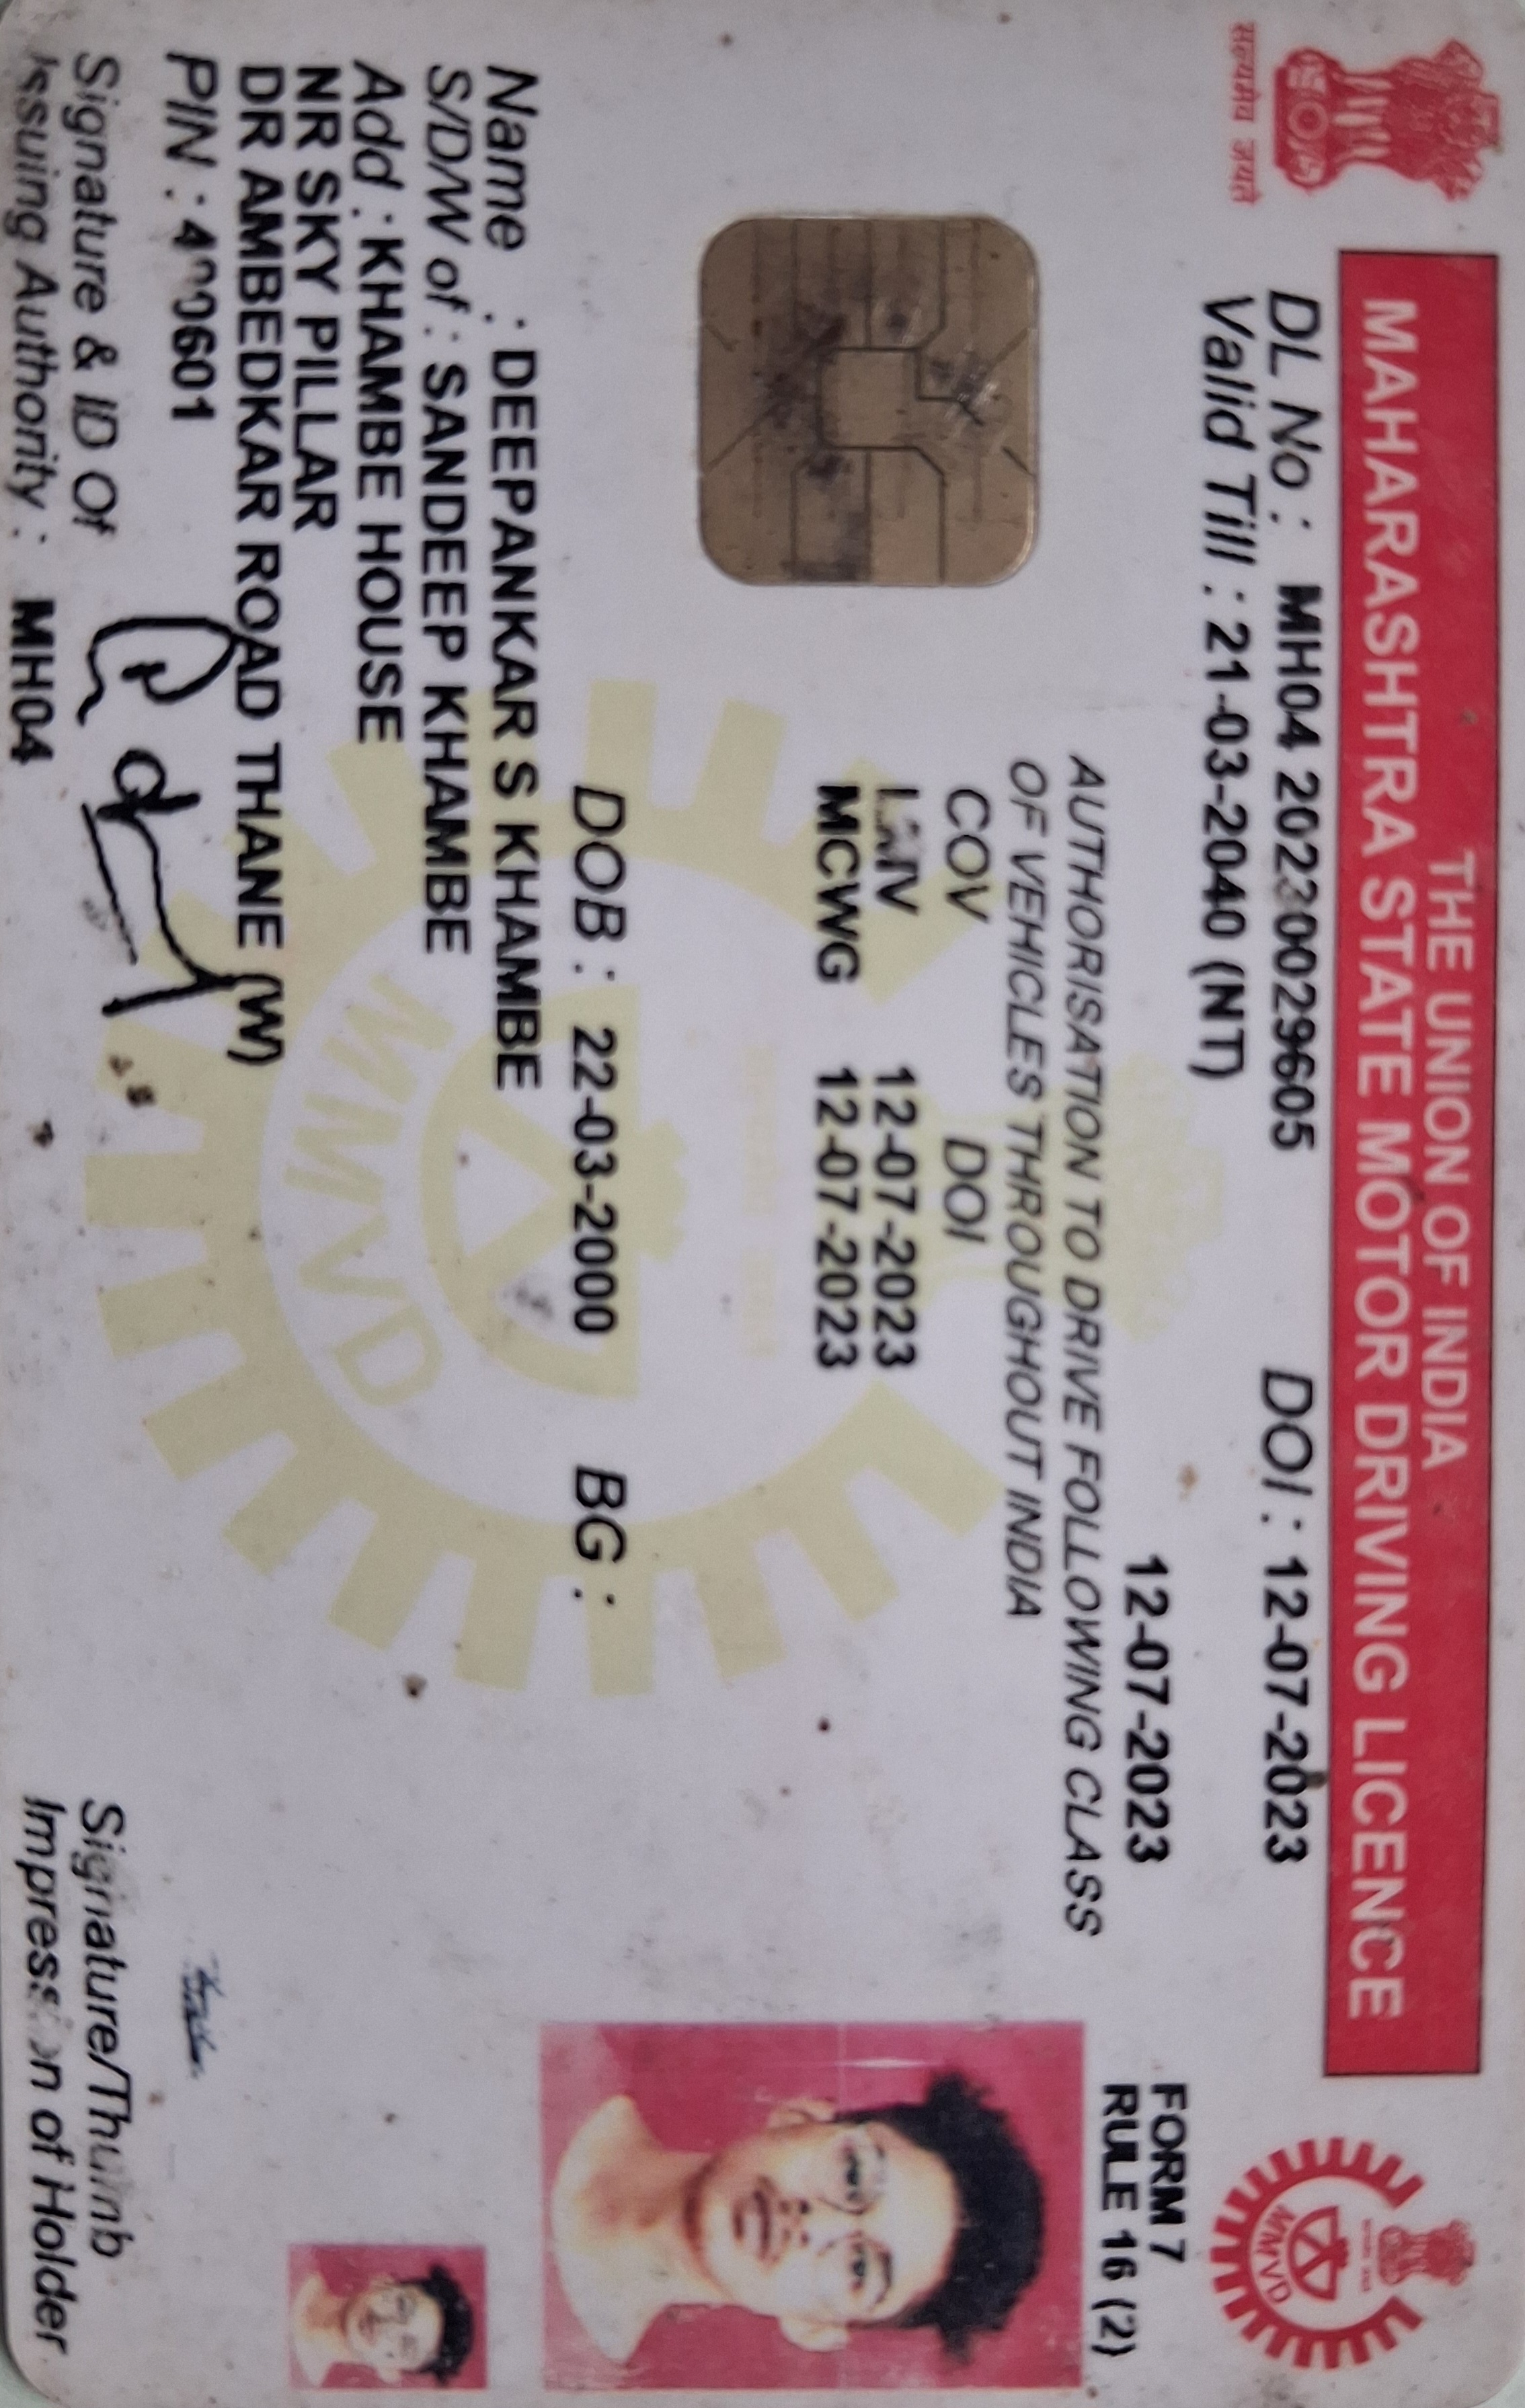 THE UNION OF INDIA
MAHARASHTRA STATE MOTOR DRIVING LICENCE
सत्यमेव जयते
DL No : MH04 20230029605 DOI : 12-07-2023
Valid Till : 21-03-2040 (NT) 12-07-2023
FORM 7
RULE 16 (2)
AUTHORISATION TO DRIVE FOLLOWING CLASS
OF VEHICLES THROUGHOUT INDIA
COV DOI
12-07-2023
MCWG 12-07-2023
DOB : 22-03-2000 BG :
Name : DEEPANKAR S KHAMBE
S/D/W of : SANDEEP KHAMBE
Add : KHAMBE HOUSE
NR SKY PILLAR
DR AMBEDKAR ROAD THANE (W)
PIN :
Signature & ID Of
Issuing Authority : MH04
Signature/Thumb
Impression of Holder
MMVD
MMVD